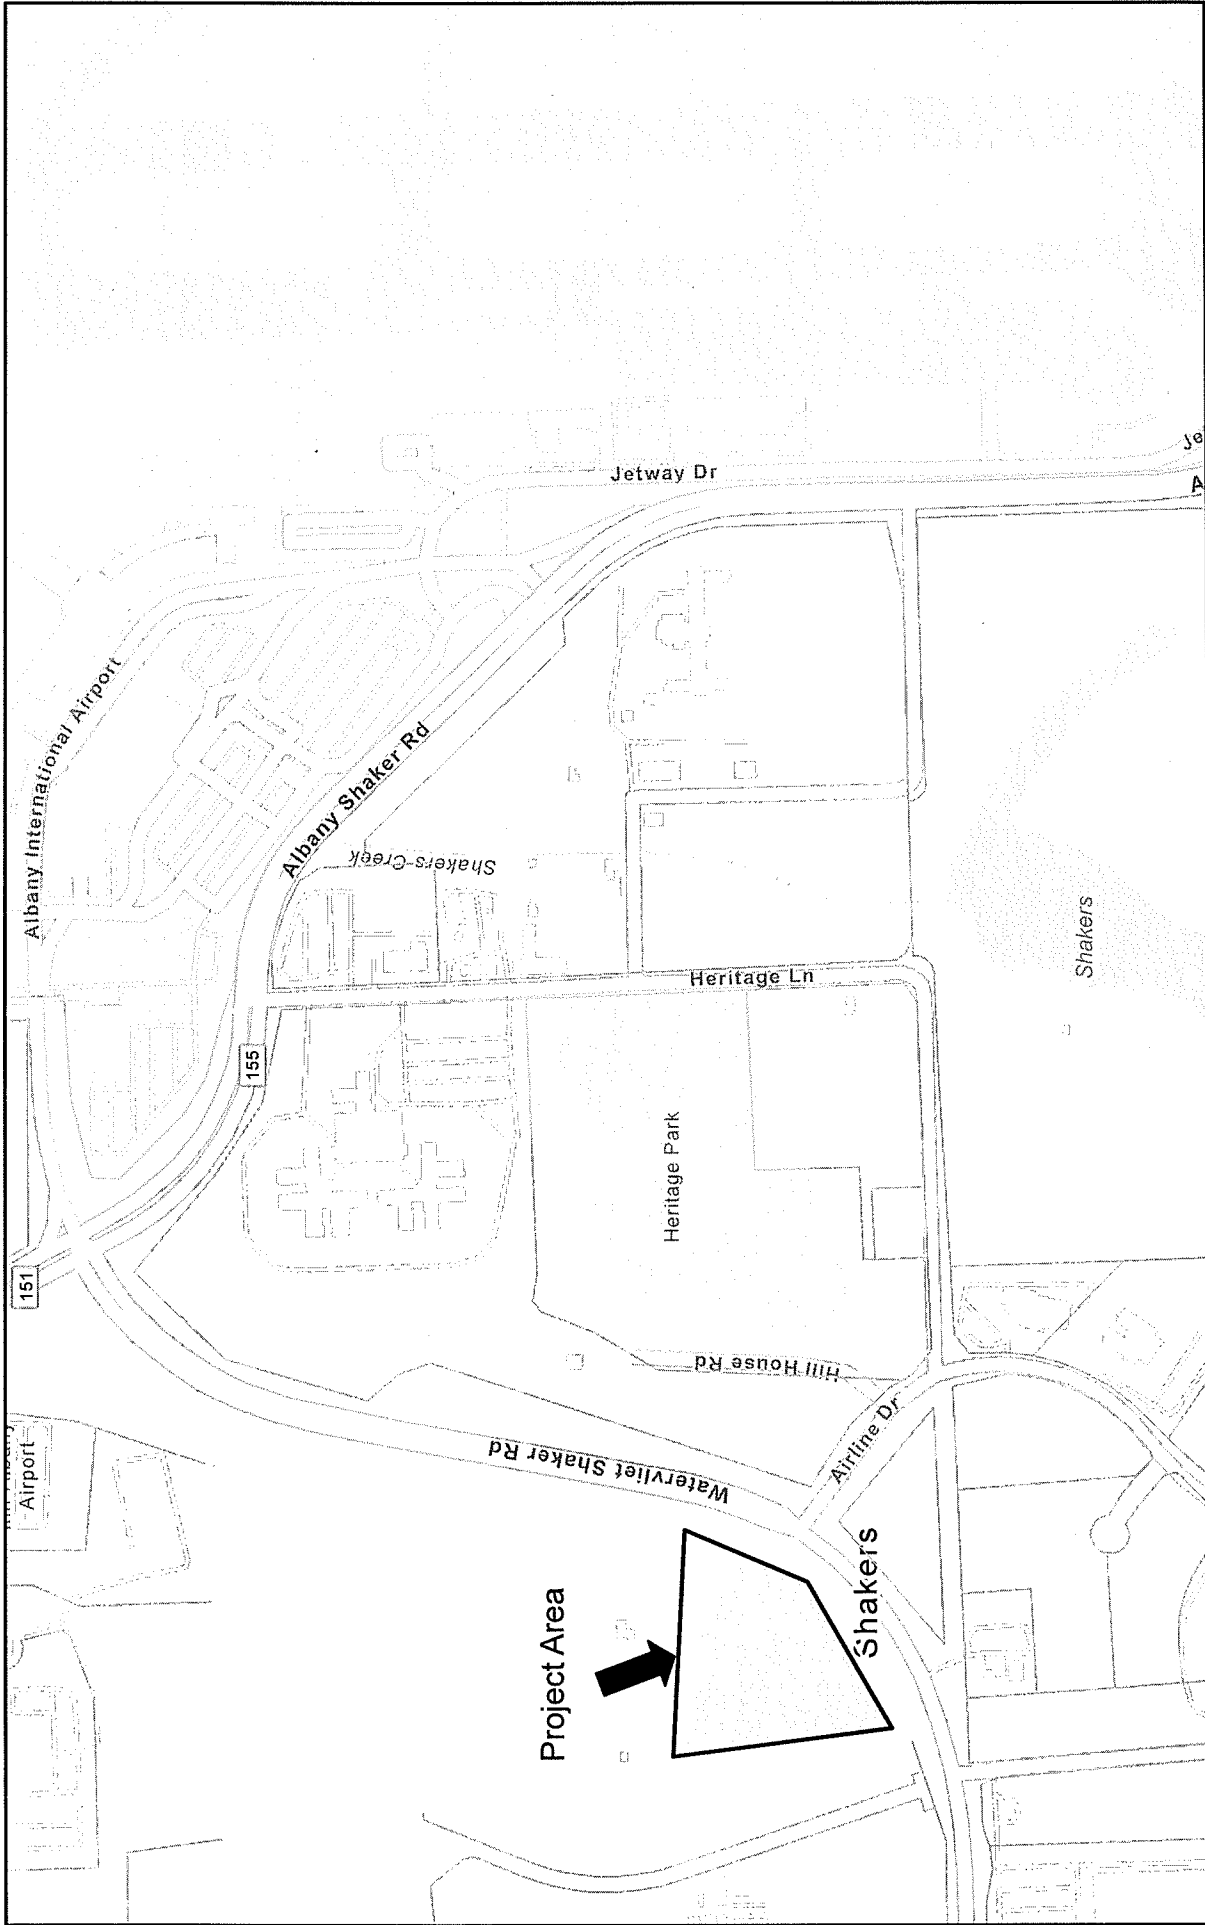 Albany International Airport
Jetway Dr
Je
A
Albany Shaker Rd
Shakers Creek
Heritage Ln
155
151
Heritage Park
Shakers
Hill House Rd
Airport
Watervliet Shaker Rd
Airline Dr
Shakers
Project Area